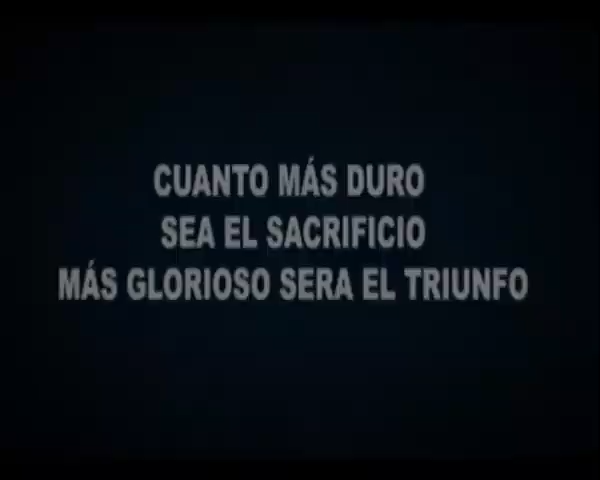 CUANTO MÁS DURO
SEA EL SACRIFICIO
MÁS GLORIOSO SERA EL TRIUNFO